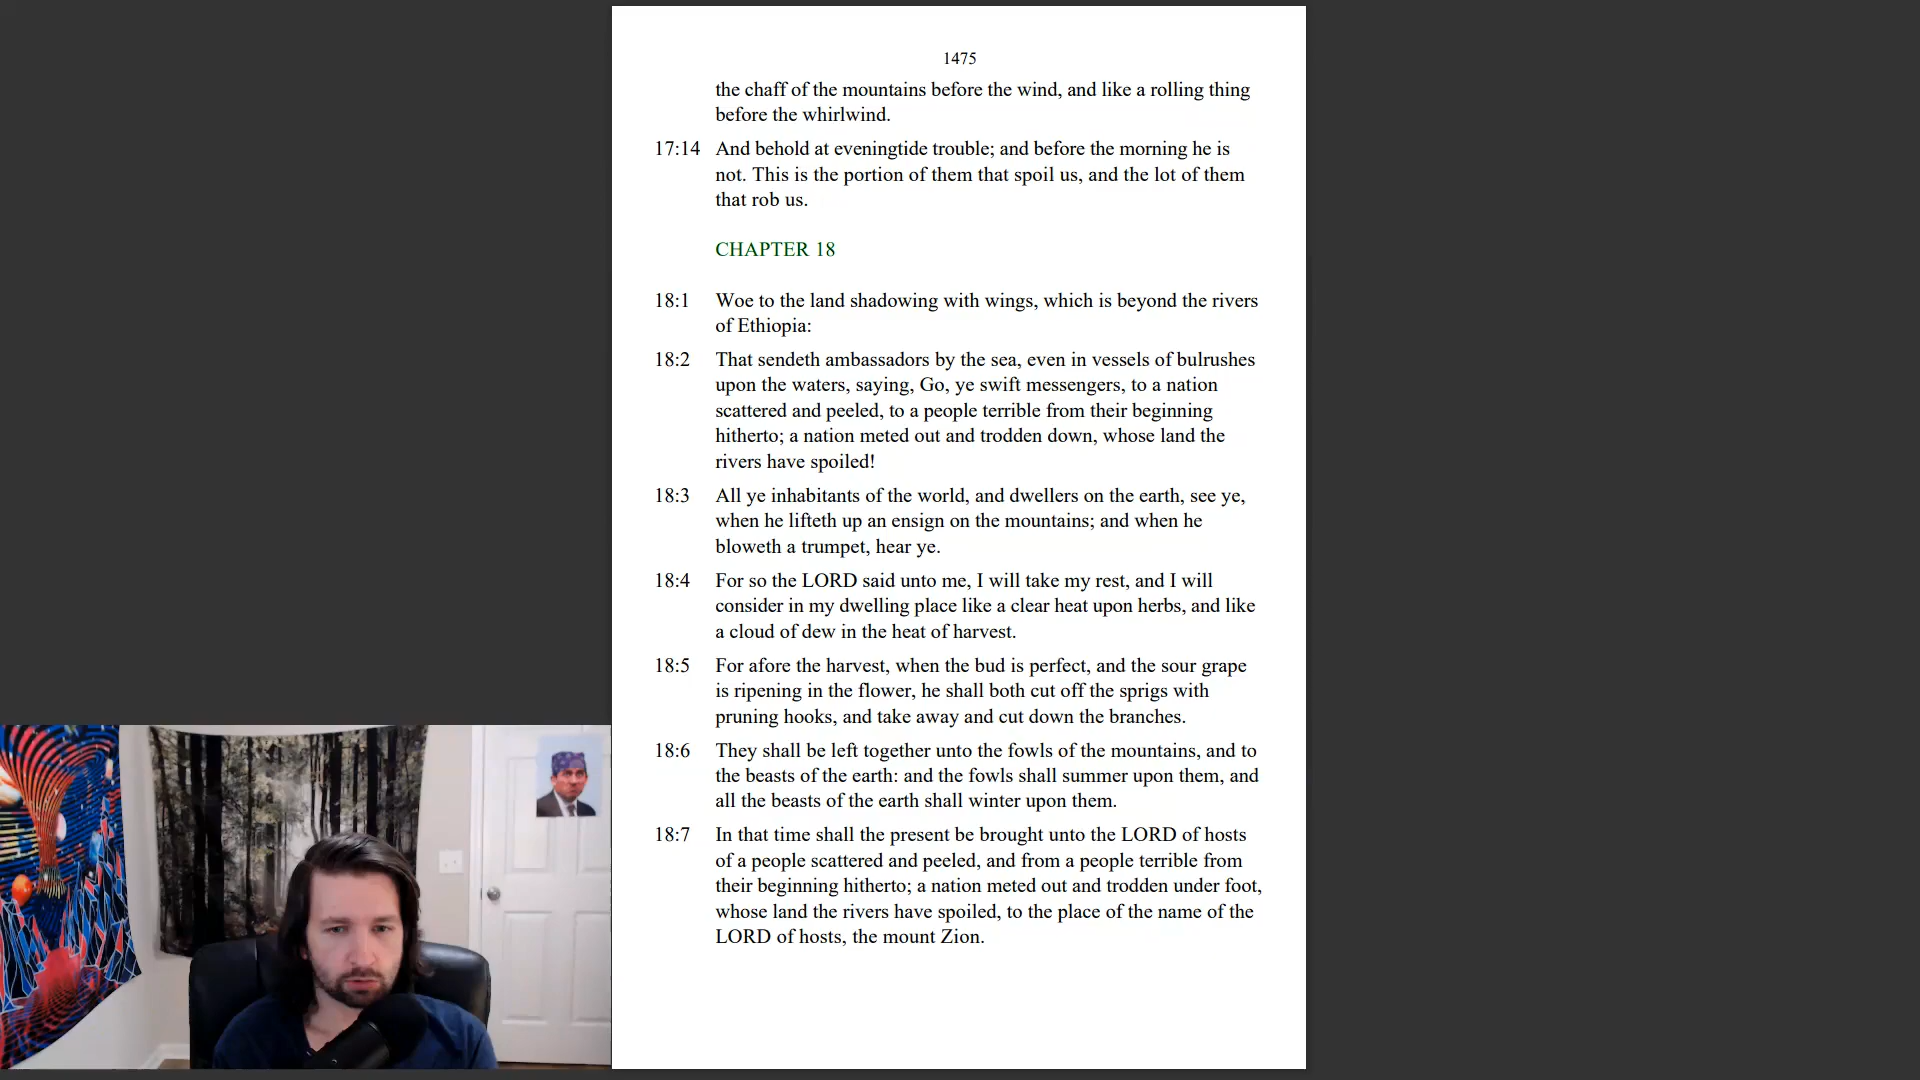 1475
the chaff of the mountains before the wind, and like a rolling thing
before the whirlwind.
17:14 And behold at eveningtide trouble; and before the morning he is
not. This is the portion of them that spoil us, and the lot of them
that rob us.
CHAPTER 18
18:1 Woe to the land shadowing with wings, which is beyond the rivers
of Ethiopia:
18:2 That sendeth ambassadors by the sea, even in vessels of bulrushes
upon the waters, saying, Go, ye swift messengers, to a nation
scattered and peeled, to a people terrible from their beginning
hitherto; a nation meted out and trodden down, whose land the
rivers have spoiled!
18:3 All ye inhabitants of the world, and dwellers on the earth, see ye,
when he lifteth up an ensign on the mountains; and when he
bloweth a trumpet, hear ye.
18:4 For so the LORD said unto me, I will take my rest, and I will
consider in my dwelling place like a clear heat upon herbs, and like
a cloud of dew in the heat of harvest.
18:5 For afore the harvest, when the bud is perfect, and the sour grape
is ripening in the flower, he shall both cut off the sprigs with
pruning hooks, and take away and cut down the branches.
18:6 They shall be left together unto the fowls of the mountains, and to
the beasts of the earth: and the fowls shall summer upon them, and
all the beasts of the earth shall winter upon them.
18:7 In that time shall the present be brought unto the LORD of hosts
of a people scattered and peeled, and from a people terrible from
their beginning hitherto; a nation meted out and trodden under foot,
whose land the rivers have spoiled, to the place of the name of the
LORD of hosts, the mount Zion.